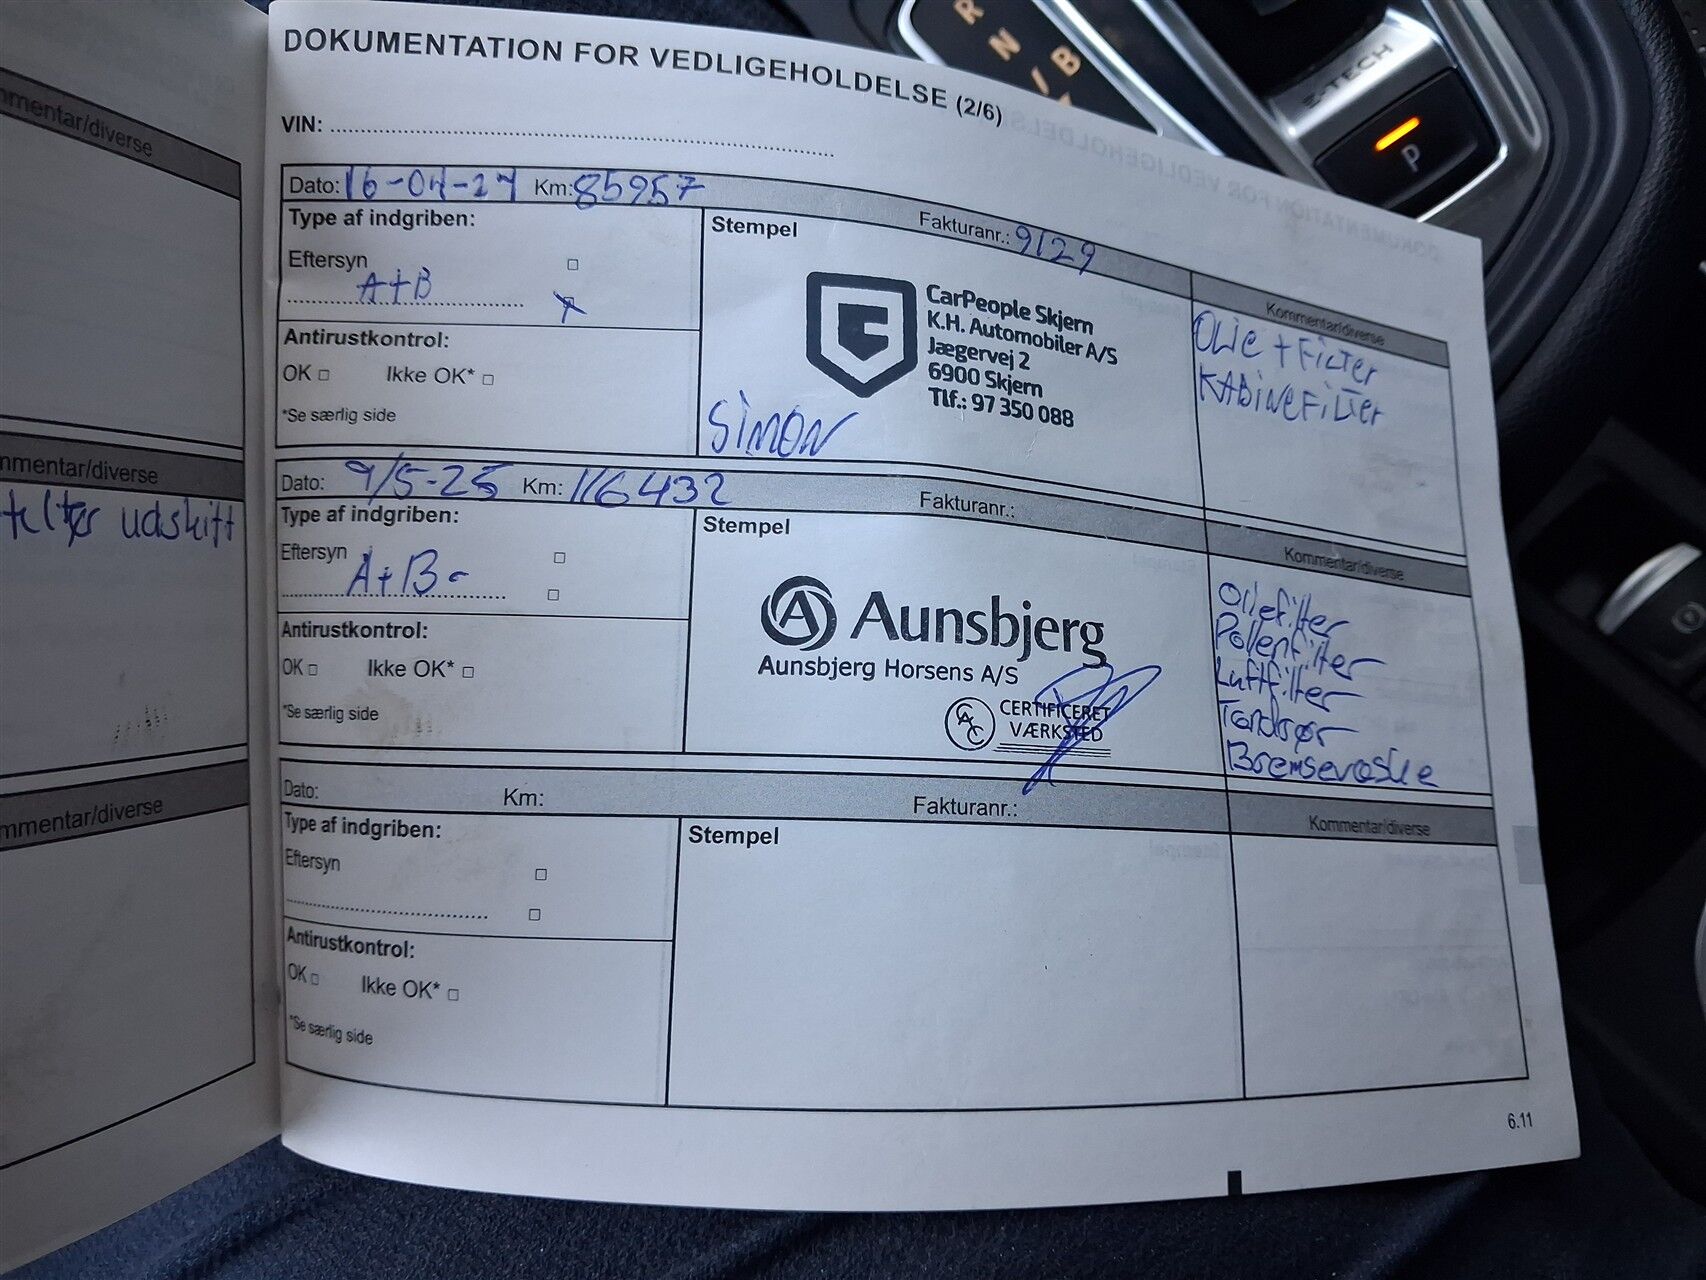 mmentar/diverse
mmentar/diverse
udskift
mmentar/diverse
DOKUMENTATION FOR VEDLIGEHOLDELSE (2/6)
VIN:
Dato: 16-04-24 Km: 85957 Fakturanr.: 9129
Type af indgriben:
Eftersyn
A+B
Antirustkontrol:
OK Ikke OK*
*Se særlig side
Stempel
CarPeople Skjern
K.H. Automobiler A/S
Jægervej 2
6900 Skjern
Tlf.: 97 350 088
Simon
Kommentar/diverse
Olie + Filter
KABINEFILTER
Dato: 9/5-25 Km: 116432 Fakturanr.:
Type af indgriben:
Eftersyn
A+B
Antirustkontrol:
OK Ikke OK*
*Se særlig side
Stempel
Aunsbjerg
Aunsbjerg Horsens A/S
CAC
CERTIFICERET
VÆRKSTED
Kommentar/diverse
Oliefilter
Pollenfilter
Luftfilter
Tændrør
Bremsevæske
Dato: Km: Fakturanr.:
Type af indgriben:
Eftersyn
Antirustkontrol:
OK Ikke OK*
*Se særlig side
Stempel
Kommentar/diverse
6.11
R
N
/B
E-TECH
P